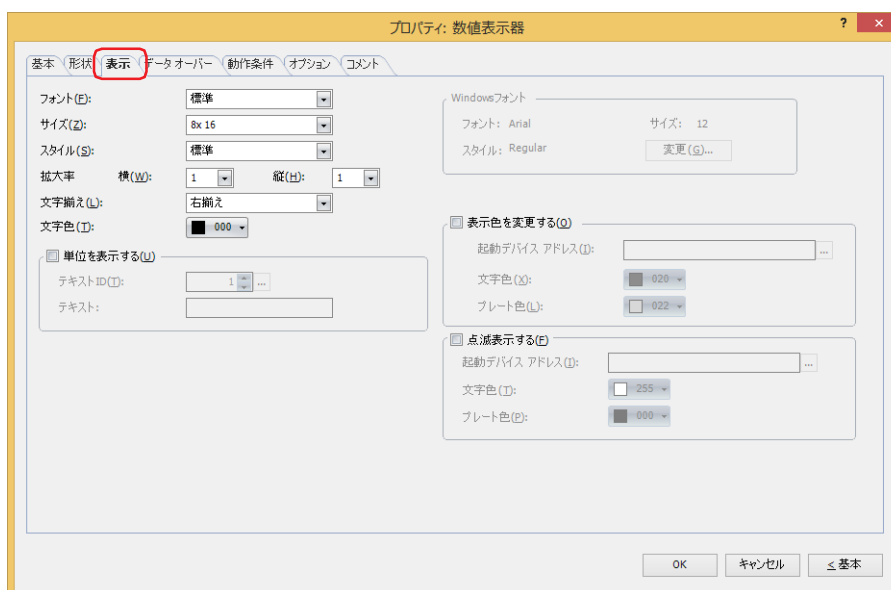 プロパティ: 数値表示器
? ×
基本 形状 表示 データ オーバー 動作条件 オプション コメント
フォント(F): 標準
サイズ(Z): 8x 16
スタイル(S): 標準
拡大率 横(W): 1 縦(H): 1
文字揃え(L): 右揃え
文字色(T): 000
単位を表示する(U)
テキストID(T): 1 ...
テキスト:
Windowsフォント
フォント: Arial サイズ: 12
スタイル: Regular 変更(G)...
表示色を変更する(O)
起動デバイス アドレス(I): ...
文字色(X): 020
プレート色(L): 022
点滅表示する(F)
起動デバイス アドレス(I): ...
文字色(T): 255
プレート色(P): 000
OK キャンセル < 基本